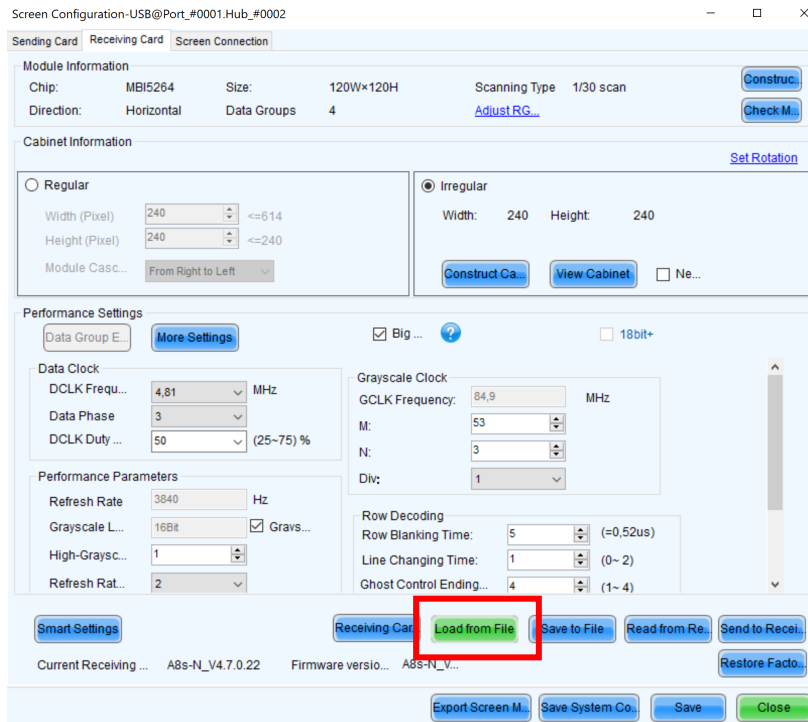 Screen Configuration-USB@Port_#0001.Hub_#0002
Sending Card Receiving Card Screen Connection
Module Information
Chip: MBI5264 Size: 120W×120H Scanning Type 1/30 scan
Construc..
Direction: Horizontal Data Groups 4 Adjust RG...
Check M...
Cabinet Information
Set Rotation
Regular
Width (Pixel) 240 <=614
Height (Pixel) 240 <=240
Module Casc... From Right to Left
Irregular
Width: 240 Height: 240
Construct Ca... View Cabinet Ne...
Performance Settings
Data Group E... More Settings Big ... ? 18bit+
Data Clock
DCLK Frequ... 4,81 MHz
Data Phase 3
DCLK Duty ... 50 (25~75) %
Grayscale Clock
GCLK Frequency: 84,9 MHz
M: 53
N: 3
Div: 1
Performance Parameters
Refresh Rate 3840 Hz
Grayscale L... 16Bit Grays...
High-Graysc... 1
Refresh Rat... 2
Row Decoding
Row Blanking Time: 5 (=0,52us)
Line Changing Time: 1 (0~ 2)
Ghost Control Ending... 4 (1~ 4)
Smart Settings Receiving Car Load from File Save to File Read from Re... Send to Recei...
Current Receiving ... A8s-N_V4.7.0.22 Firmware versio... A8s-N_V...
Restore Facto...
Export Screen M... Save System Co... Save Close